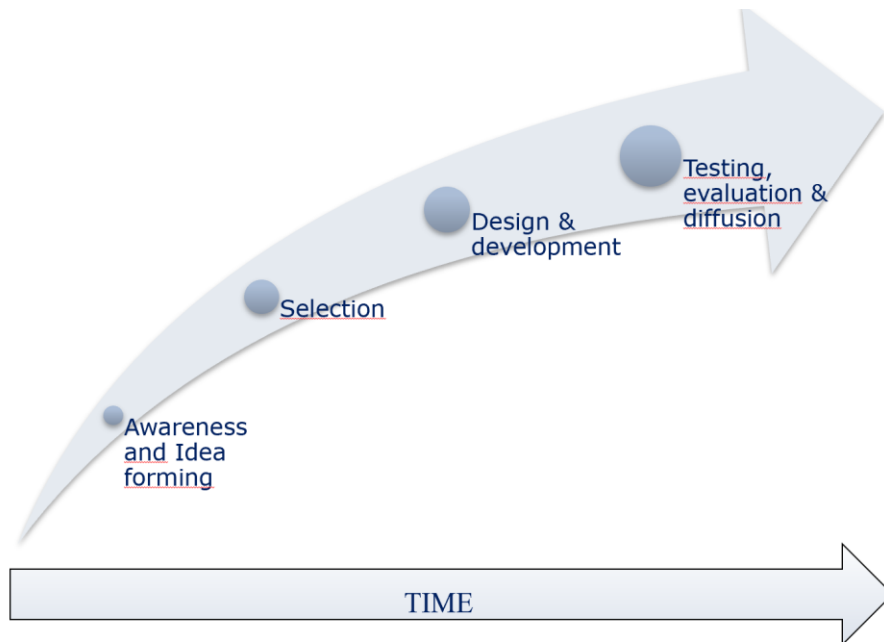 Testing,
evaluation &
diffusion
Design &
development
Selection
Awareness
and Idea
forming
TIME